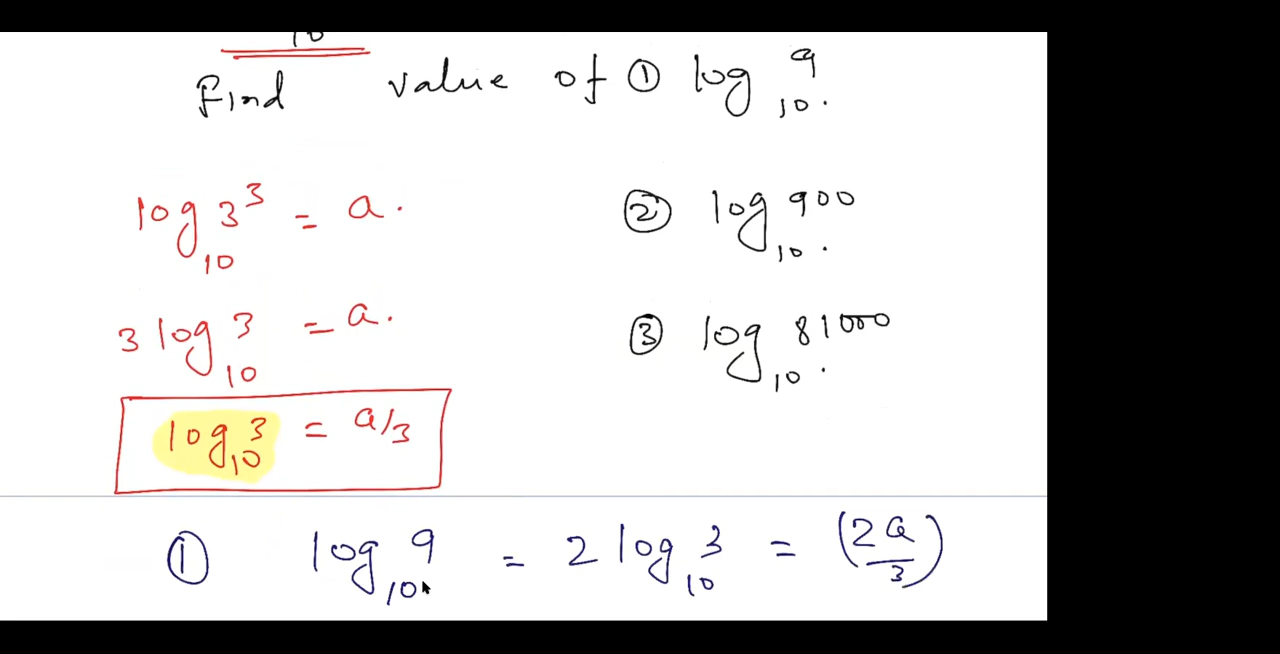 10
Find value of ① log₁₀ 9.
log₁₀ 3³ = a.
② log₁₀ 900.
3 log₁₀ 3 = a.
③ log₁₀ 81000.
log₁₀ 3 = a/3
① log₁₀ 9 = 2 log₁₀ 3 = (2a/3)